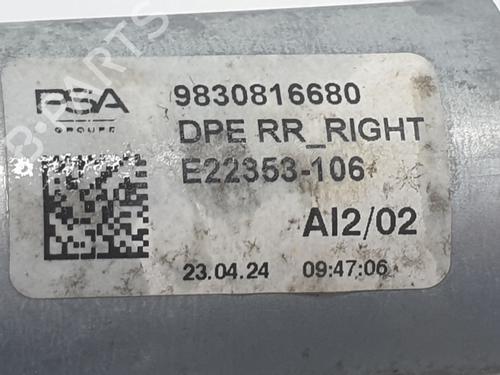 B-PARTS
PSA
GROUPE
9830816680
DPE RR_RIGHT
E22353-106
AI2/02
23.04.24 09:47:06